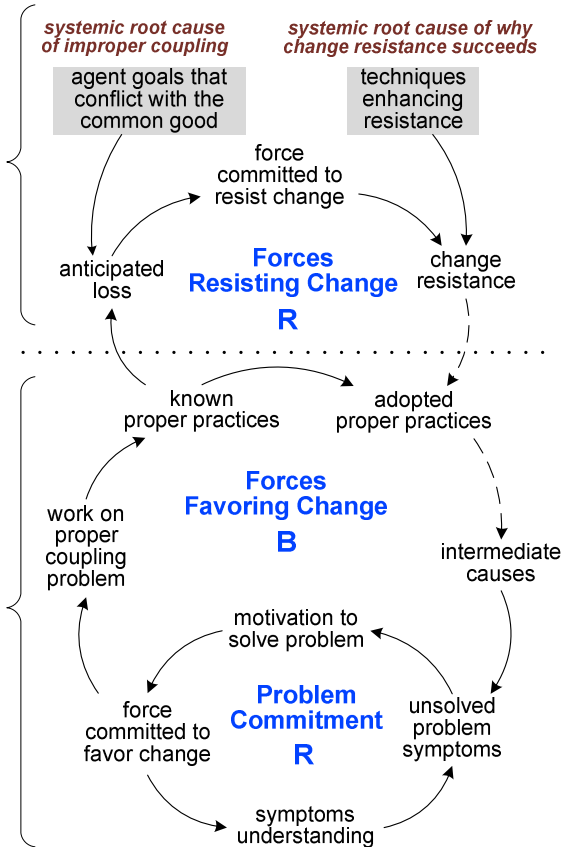 systemic root cause
of improper coupling
systemic root cause of why
change resistance succeeds
agent goals that
conflict with the
common good
techniques
enhancing
resistance
force
committed to
resist change
anticipated
loss
Forces
Resisting Change
R
change
resistance
known
proper practices
adopted
proper practices
Forces
Favoring Change
B
work on
proper
coupling
problem
intermediate
causes
motivation to
solve problem
force
committed to
favor change
Problem
Commitment
R
unsolved
problem
symptoms
symptoms
understanding